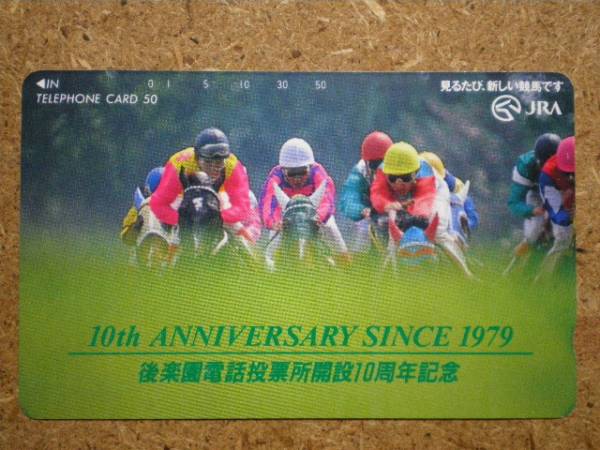 ◀IN 0 1 5 10 30 50
TELEPHONE CARD 50
見るたび、新しい競馬です
JRA
10th ANNIVERSARY SINCE 1979
後楽園電話投票所開設10周年記念